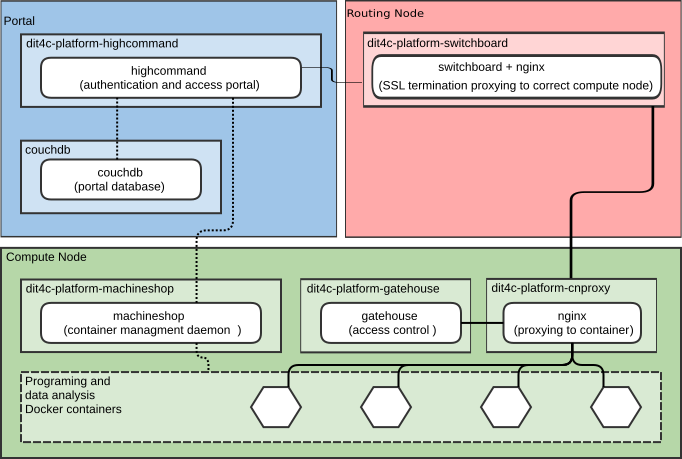 Portal
dit4c-platform-highcommand
highcommand
(authentication and access portal)
couchdb
couchdb
(portal database)
Routing Node
dit4c-platform-switchboard
switchboard + nginx
(SSL termination proxying to correct compute node)
Compute Node
dit4c-platform-machineshop
machineshop
(container managment daemon )
dit4c-platform-gatehouse
gatehouse
(access control )
dit4c-platform-cnproxy
nginx
(proxying to container)
Programing and
data analysis
Docker containers